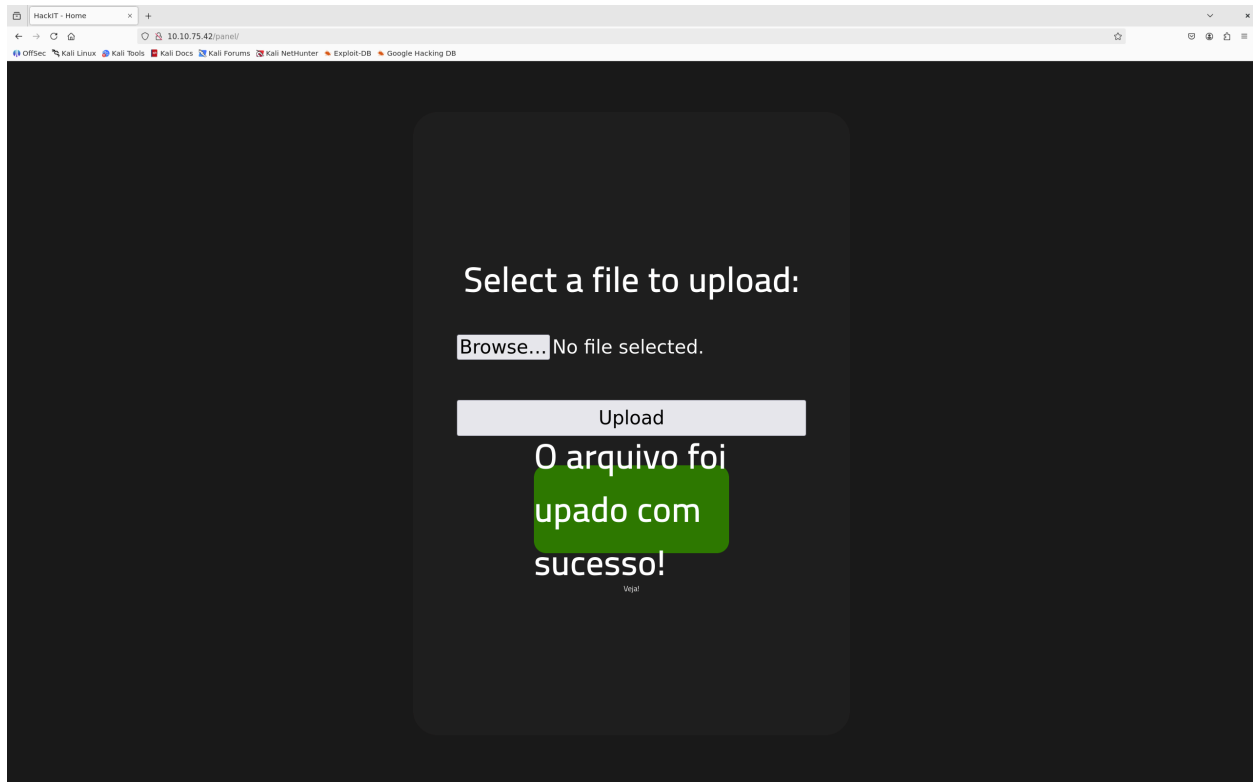 HackIT - Home
10.10.75.42/panel/
OffSec Kali Linux Kali Tools Kali Docs Kali Forums Kali NetHunter Exploit-DB Google Hacking DB
Select a file to upload:
Browse... No file selected.
Upload
O arquivo foi
upado com
sucesso!
Veja!